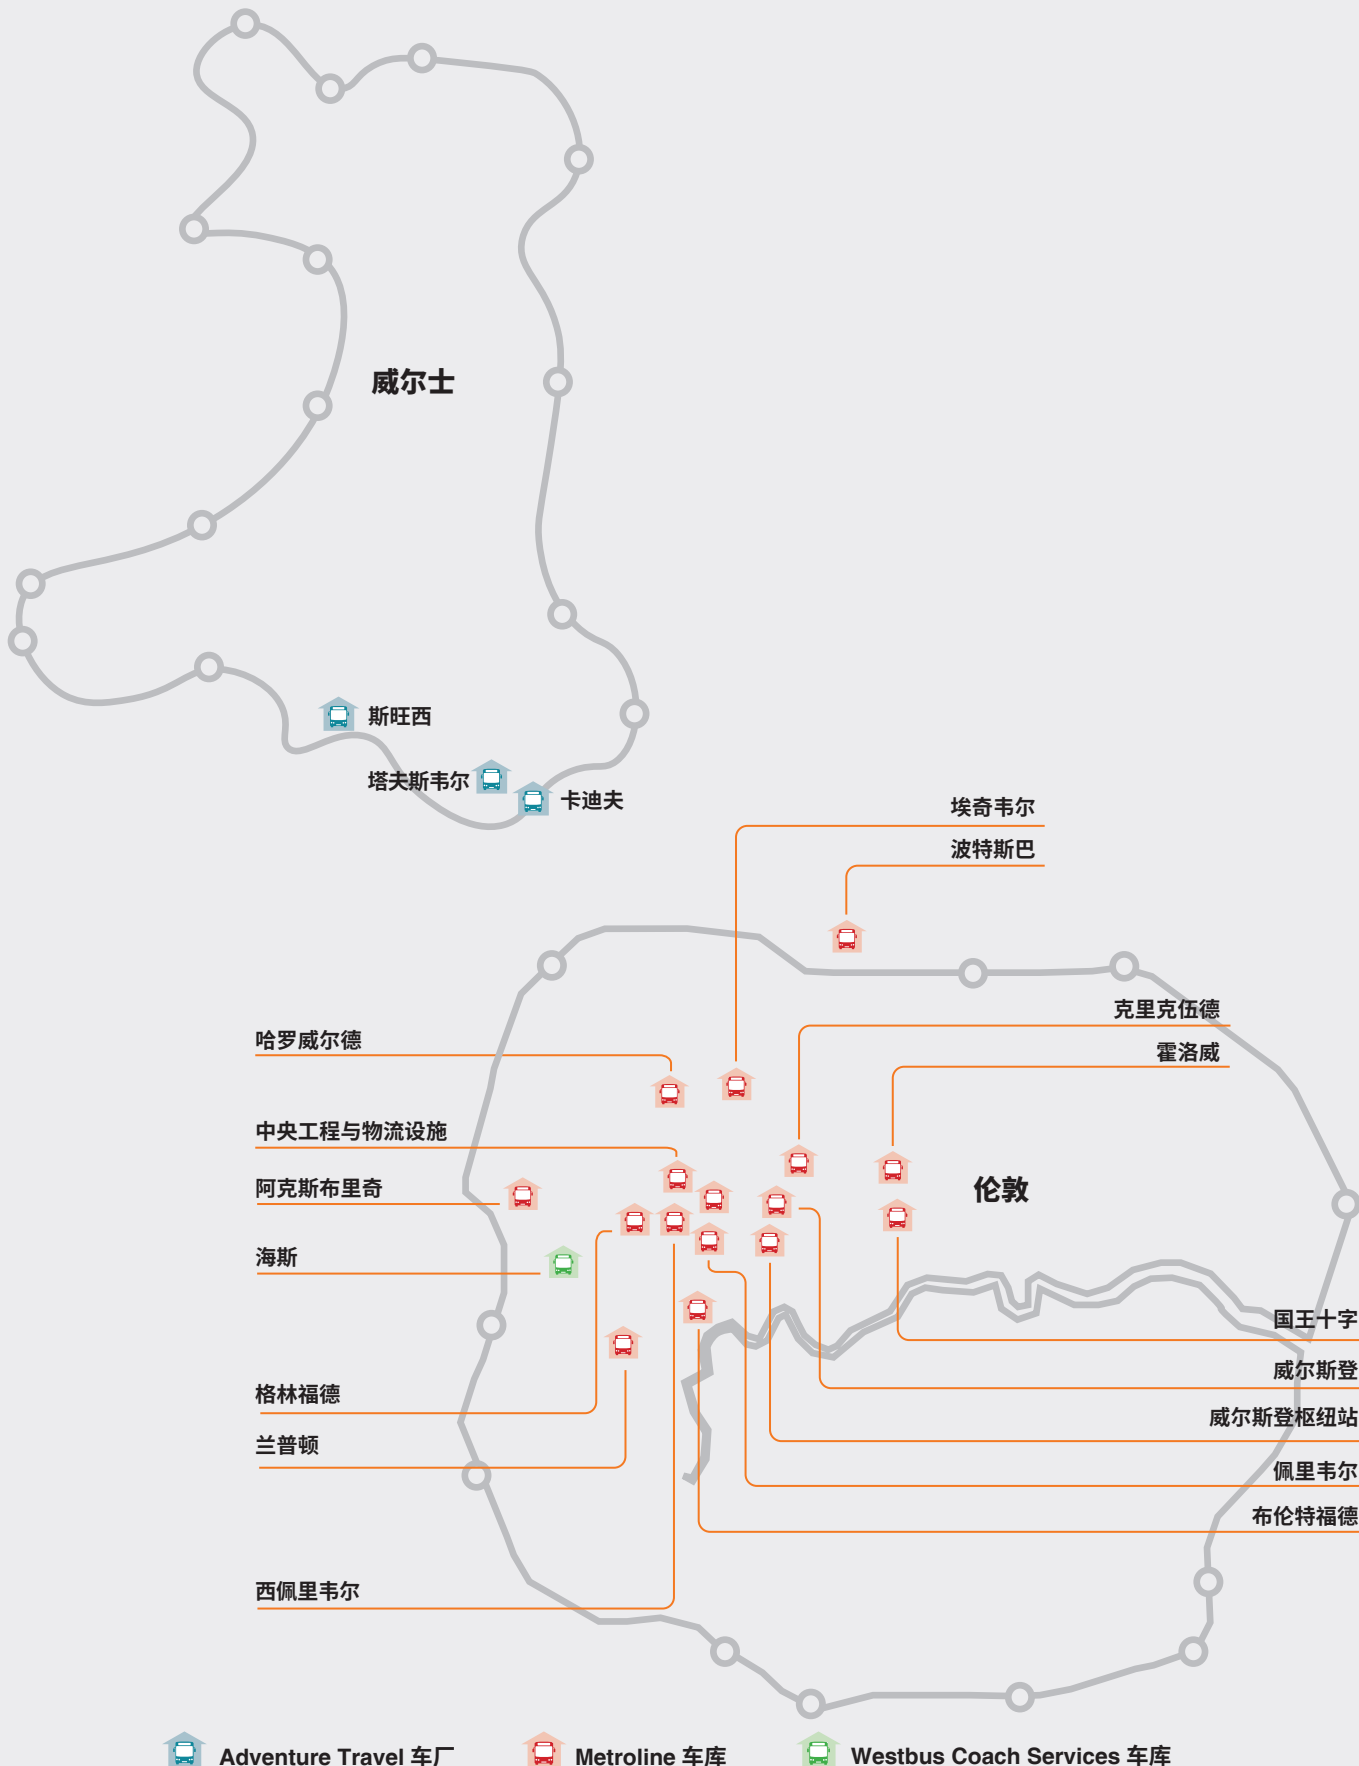 威尔士
斯旺西
塔夫斯韦尔
卡迪夫
埃奇韦尔
波特斯巴
克里克伍德
哈罗威尔德
霍洛威
中央工程与物流设施
阿克斯布里奇
伦敦
海斯
国王十字
威尔斯登
格林福德
威尔斯登枢纽站
兰普顿
佩里韦尔
布伦特福德
西佩里韦尔
Adventure Travel 车厂
Metroline 车库
Westbus Coach Services 车库